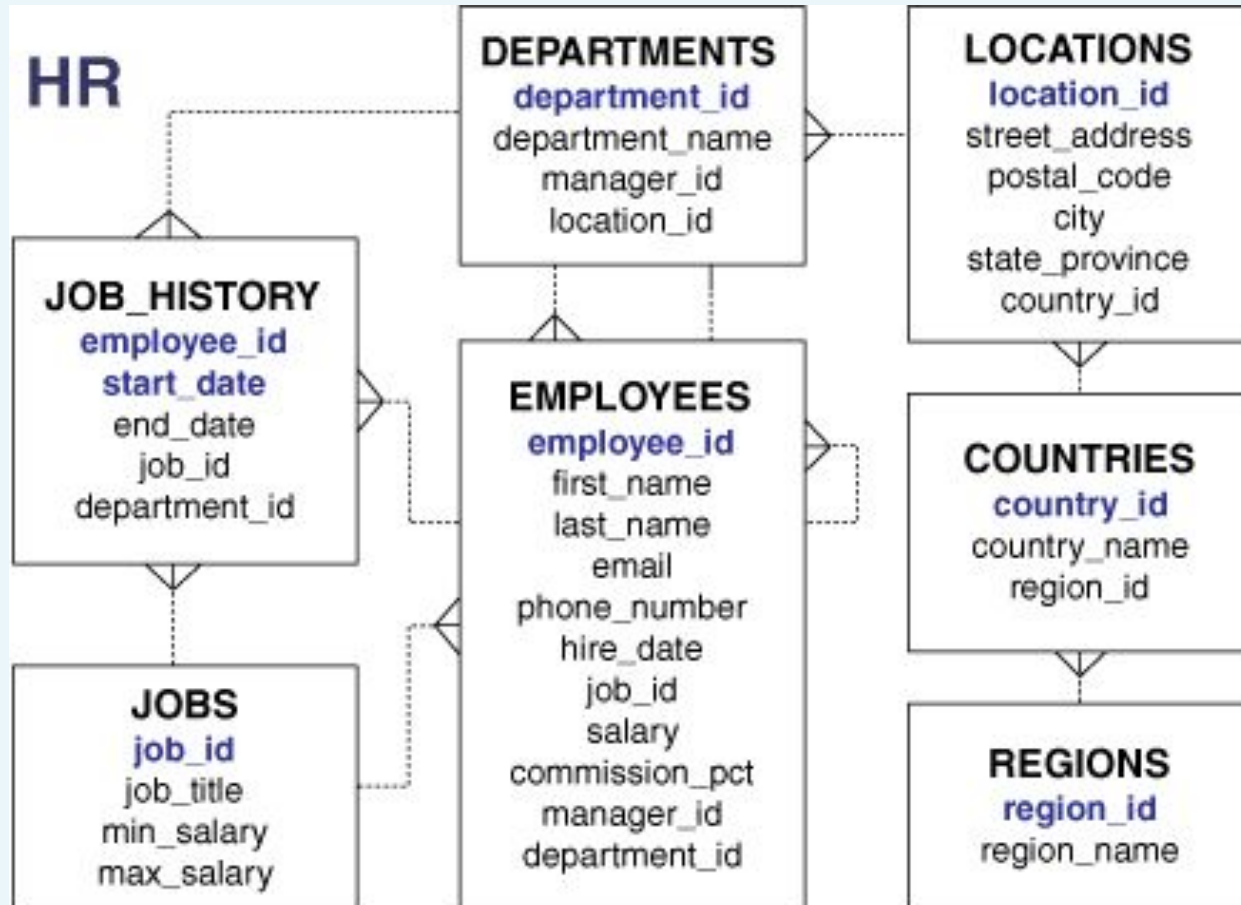 HR
DEPARTMENTS
department_id
department_name
manager_id
location_id
LOCATIONS
location_id
street_address
postal_code
city
state_province
country_id
JOB_HISTORY
employee_id
start_date
end_date
job_id
department_id
EMPLOYEES
employee_id
first_name
last_name
email
phone_number
hire_date
job_id
salary
commission_pct
manager_id
department_id
COUNTRIES
country_id
country_name
region_id
JOBS
job_id
job_title
min_salary
max_salary
REGIONS
region_id
region_name